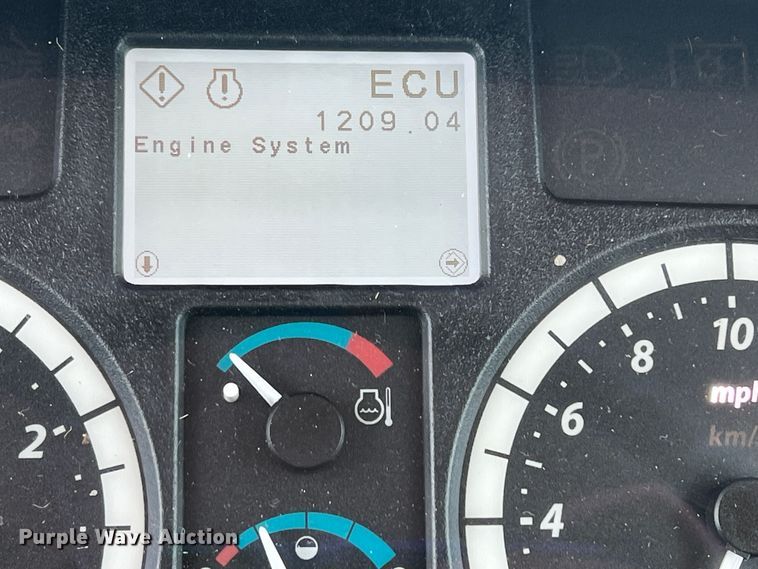 ECU
1209.04
Engine System
10
8
mph
km/
2
6
4
P
Purple Wave Auction